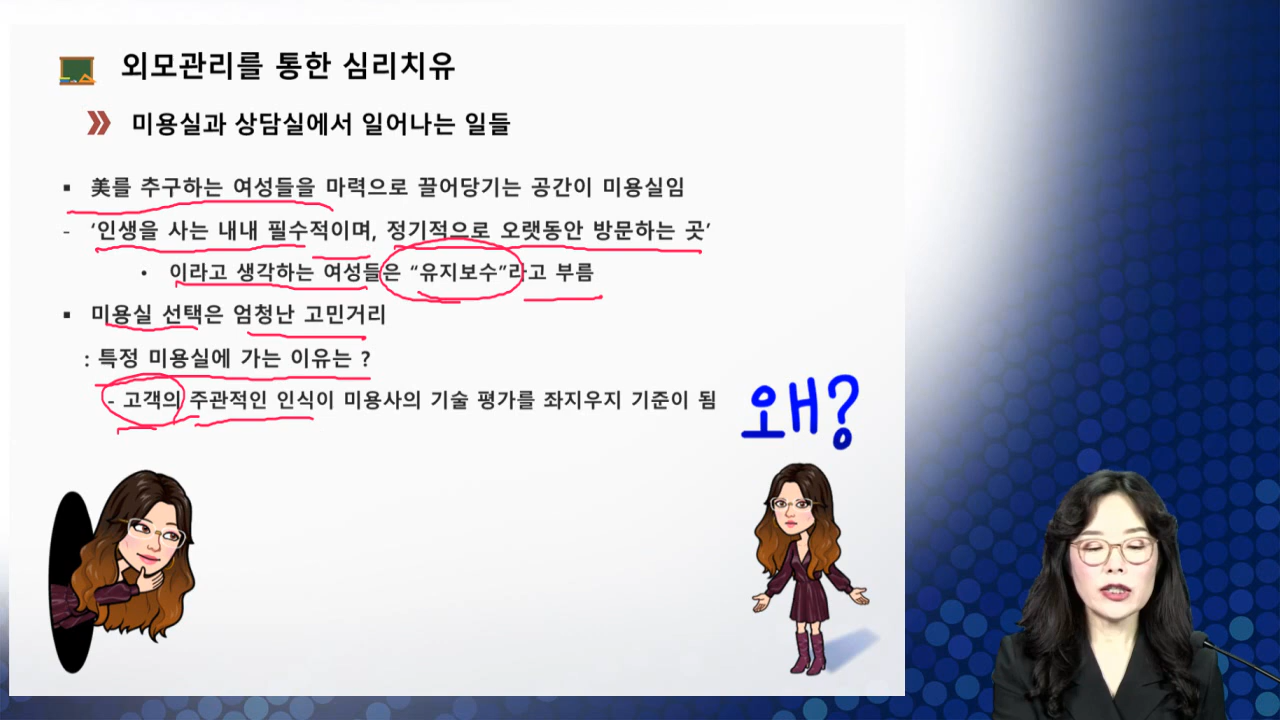 외모관리를 통한 심리치유
미용실과 상담실에서 일어나는 일들
▪ 美를 추구하는 여성들을 마력으로 끌어당기는 공간이 미용실임
- ‘인생을 사는 내내 필수적이며, 정기적으로 오랫동안 방문하는 곳’
• 이라고 생각하는 여성들은 “유지보수”라고 부름
▪ 미용실 선택은 엄청난 고민거리
: 특정 미용실에 가는 이유는 ?
- 고객의 주관적인 인식이 미용사의 기술 평가를 좌지우지 기준이 됨
왜?